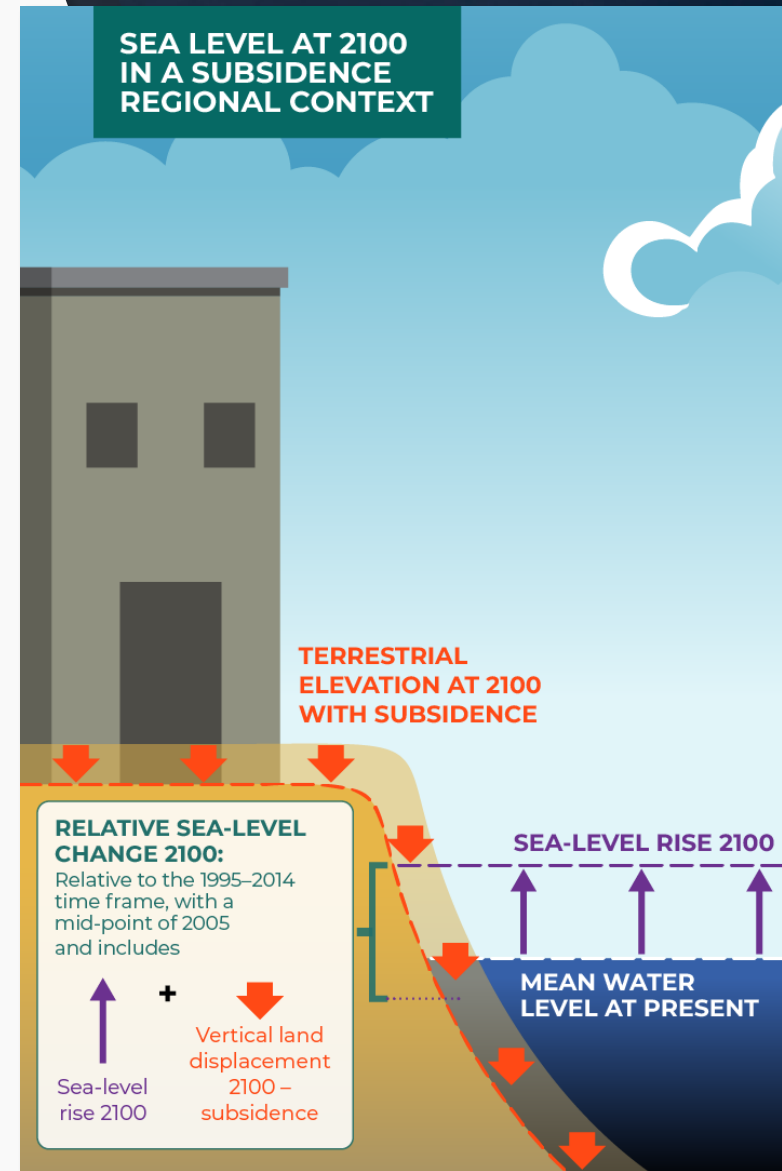 SEA LEVEL AT 2100
IN A SUBSIDENCE
REGIONAL CONTEXT
TERRESTRIAL
ELEVATION AT 2100
WITH SUBSIDENCE
SEA-LEVEL RISE 2100
MEAN WATER
LEVEL AT PRESENT
RELATIVE SEA-LEVEL
CHANGE 2100:
Relative to the 1995–2014
time frame, with a
mid-point of 2005
and includes
+
Sea-level
rise 2100
Vertical land
displacement
2100 –
subsidence